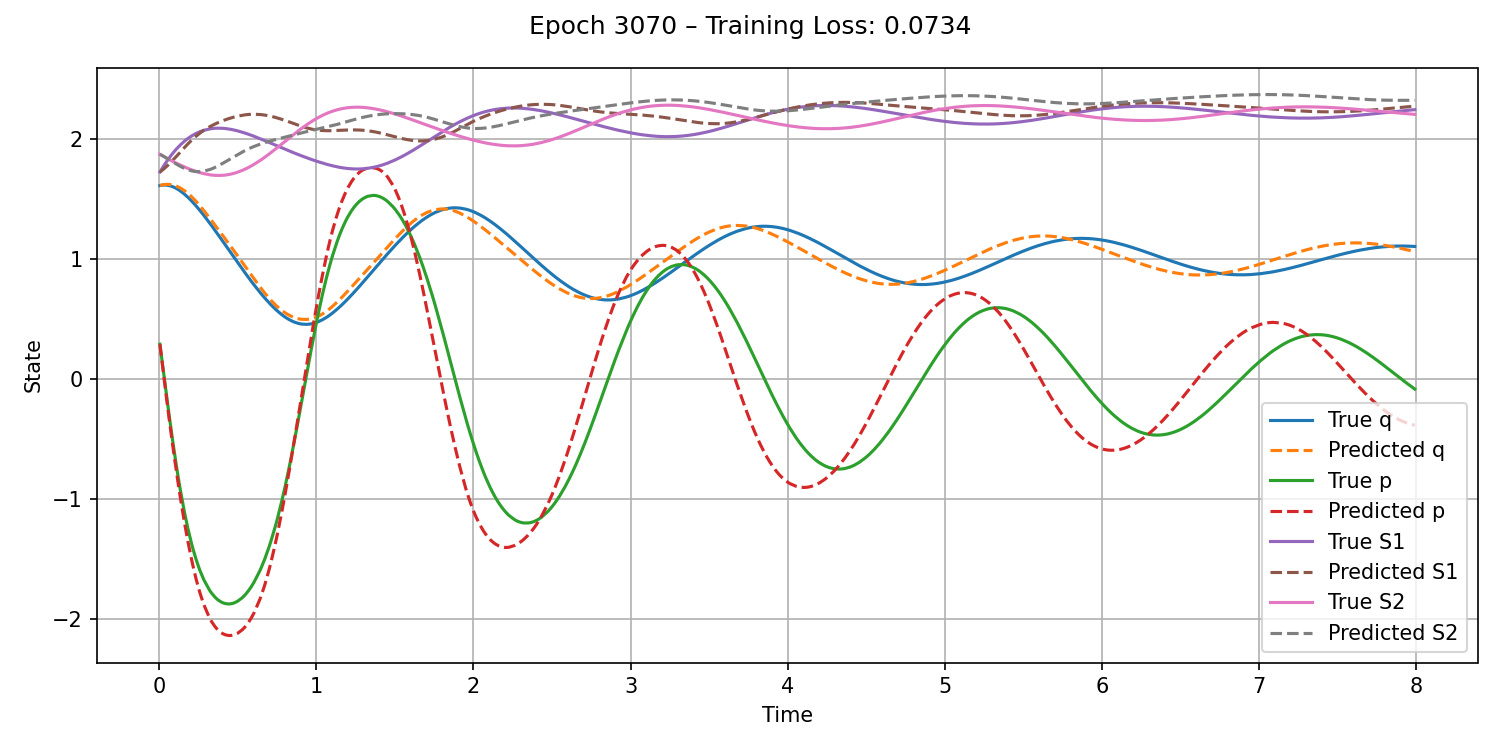 Epoch 3070 – Training Loss: 0.0734
State
2
1
0
−1
−2
0 1 2 3 4 5 6 7 8
Time
True q
Predicted q
True p
Predicted p
True S1
Predicted S1
True S2
Predicted S2